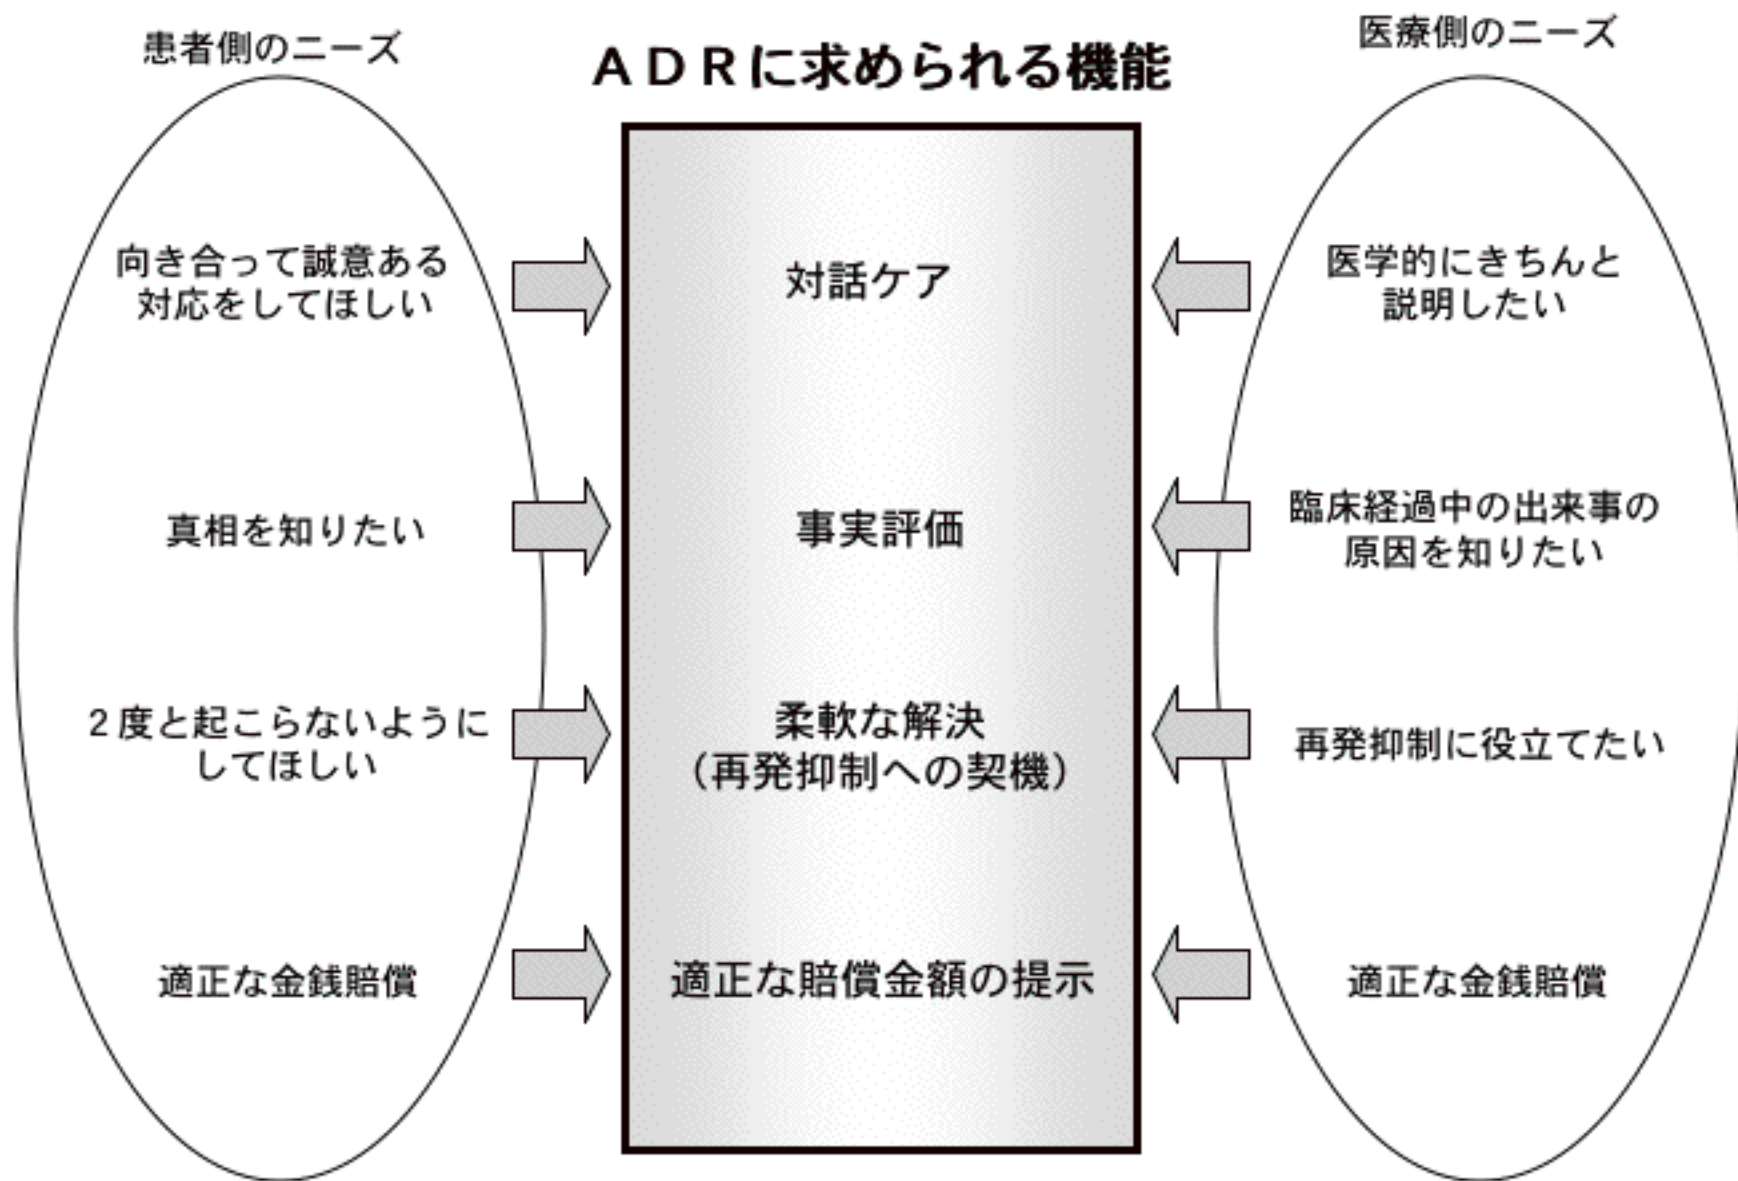 患者側のニーズ
ＡＤＲに求められる機能
医療側のニーズ
向き合って誠意ある
対応をしてほしい
対話ケア
医学的にきちんと
説明したい
真相を知りたい
事実評価
臨床経過中の出来事の
原因を知りたい
２度と起こらないように
してほしい
柔軟な解決
（再発抑制への契機）
再発抑制に役立てたい
適正な金銭賠償
適正な賠償金額の提示
適正な金銭賠償